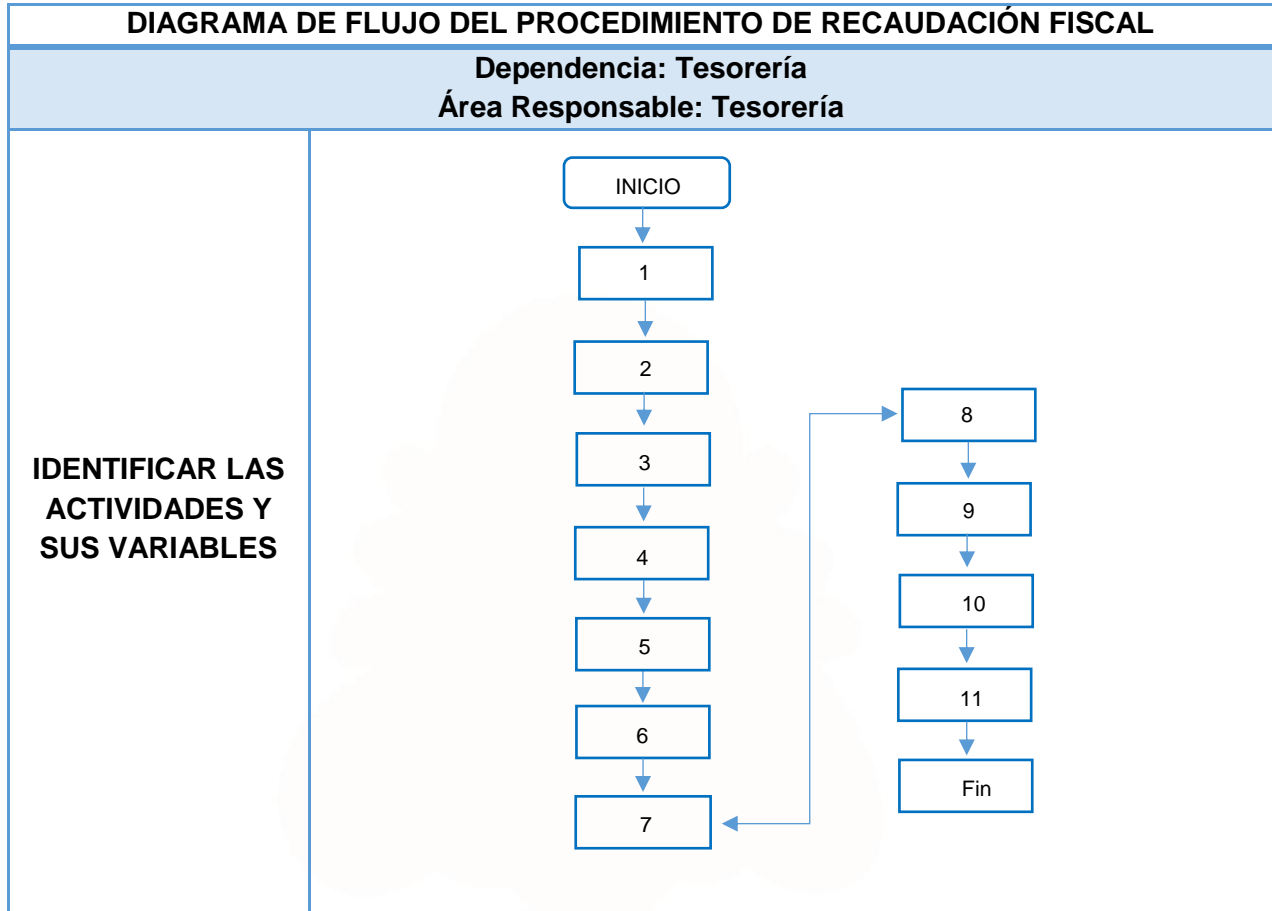 DIAGRAMA DE FLUJO DEL PROCEDIMIENTO DE RECAUDACIÓN FISCAL
Dependencia: Tesorería
Área Responsable: Tesorería
IDENTIFICAR LAS
ACTIVIDADES Y
SUS VARIABLES
INICIO
1
2
3
4
5
6
7
8
9
10
11
Fin